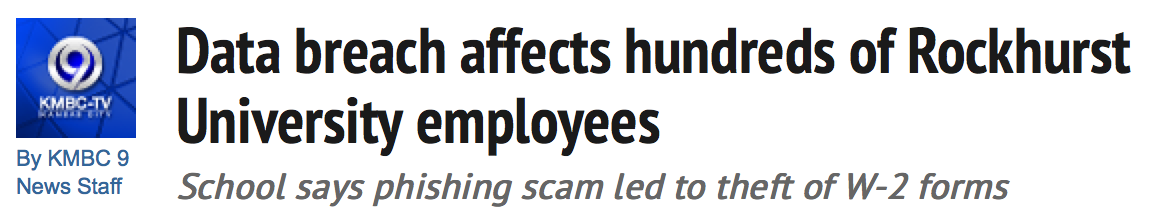 9
KMBC-TV
KANSAS CITY
By KMBC 9
News Staff
Data breach affects hundreds of Rockhurst
University employees
School says phishing scam led to theft of W-2 forms